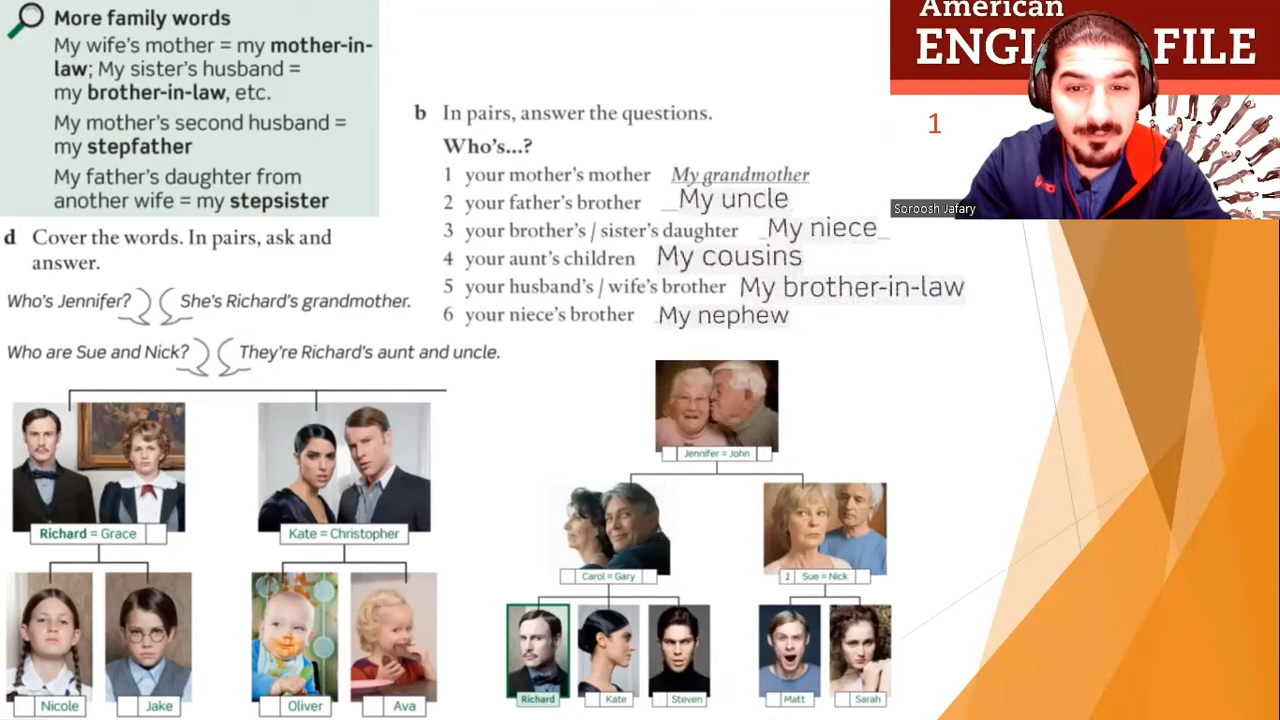 More family words
My wife's mother = my mother-in-
law; My sister's husband =
my brother-in-law, etc.
My mother's second husband =
my stepfather
My father's daughter from
another wife = my stepsister
d Cover the words. In pairs, ask and
answer.
Who's Jennifer? She's Richard's grandmother.
Who are Sue and Nick? They're Richard's aunt and uncle.
Richard = Grace
Kate = Christopher
Nicole
Jake
Oliver
Ava
b In pairs, answer the questions.
Who's...?
1 your mother's mother My grandmother
2 your father's brother _My uncle
3 your brother's / sister's daughter _My niece_
4 your aunt's children My cousins
5 your husband's / wife's brother My brother-in-law
6 your niece's brother My nephew
Jennifer = John
Carol = Gary
1 Sue = Nick
Richard
Kate
Steven
Matt
Sarah
American
FILE
1
Soroosh Jafary